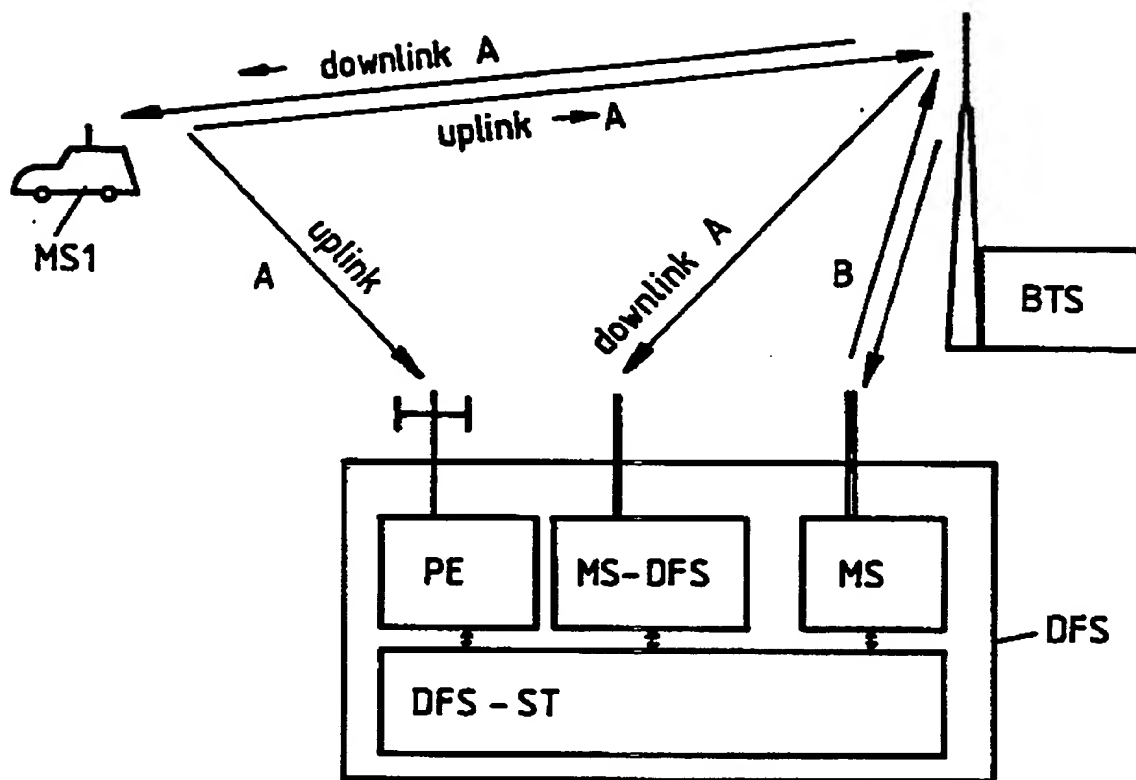 ← downlink A
uplink → A
MS1
A
uplink
downlink A
B
BTS
PE
MS-DFS
MS
DFS
DFS - ST